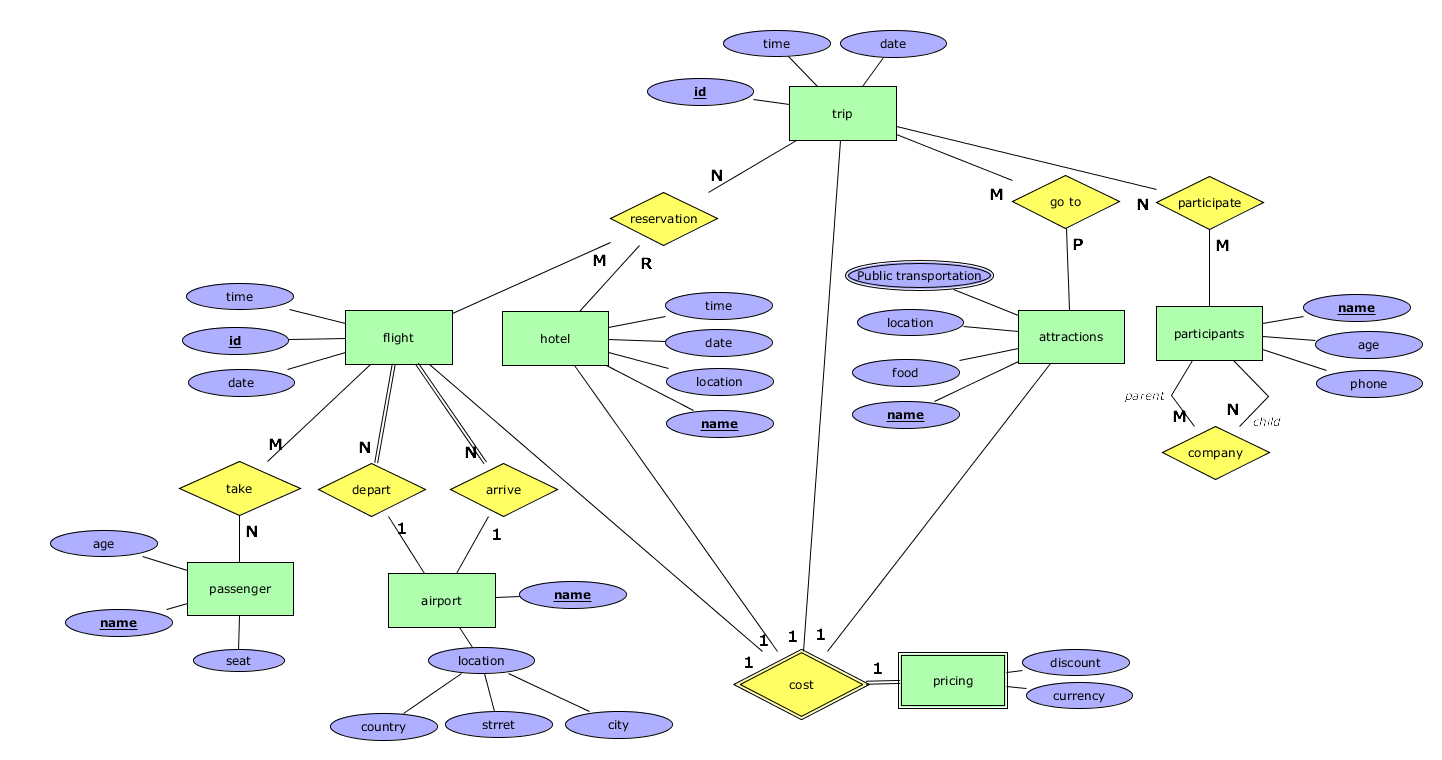 time
date
id
trip
N
reservation
M
go to
N
participate
M
R
P
M
Public transportation
time
id
date
flight
hotel
time
date
location
name
location
food
name
attractions
participants
name
age
phone
parent
M
N
child
company
M
N
N
take
depart
arrive
N
1
1
age
name
passenger
seat
airport
name
location
country
strret
city
1
1
1
1
cost
1
pricing
discount
currency